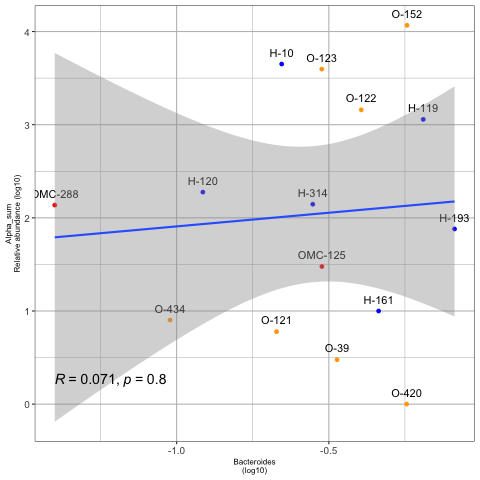 O-152
4
H-10
O-123
O-122
H-119
3
OMC-288
H-120
H-314
2
H-193
OMC-125
O-434
H-161
1
O-121
O-39
R = 0.071, p = 0.8
O-420
0
-1.0
-0.5
Bacteroides
(log10)
Alpha_sum
Relative abundance (log10)